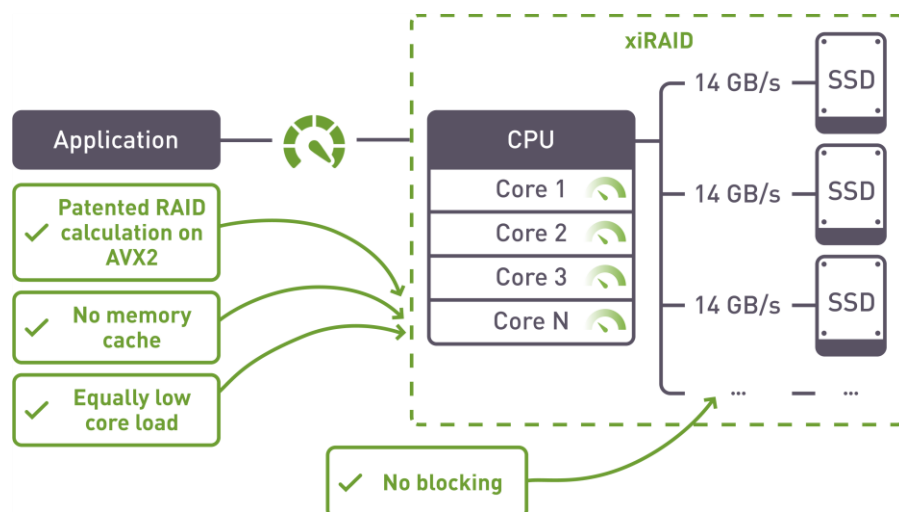 xiRAID
Application
CPU
Core 1
Core 2
Core 3
Core N
14 GB/s
SSD
14 GB/s
SSD
14 GB/s
SSD
...
...
Patented RAID
calculation on
AVX2
No memory
cache
Equally low
core load
No blocking